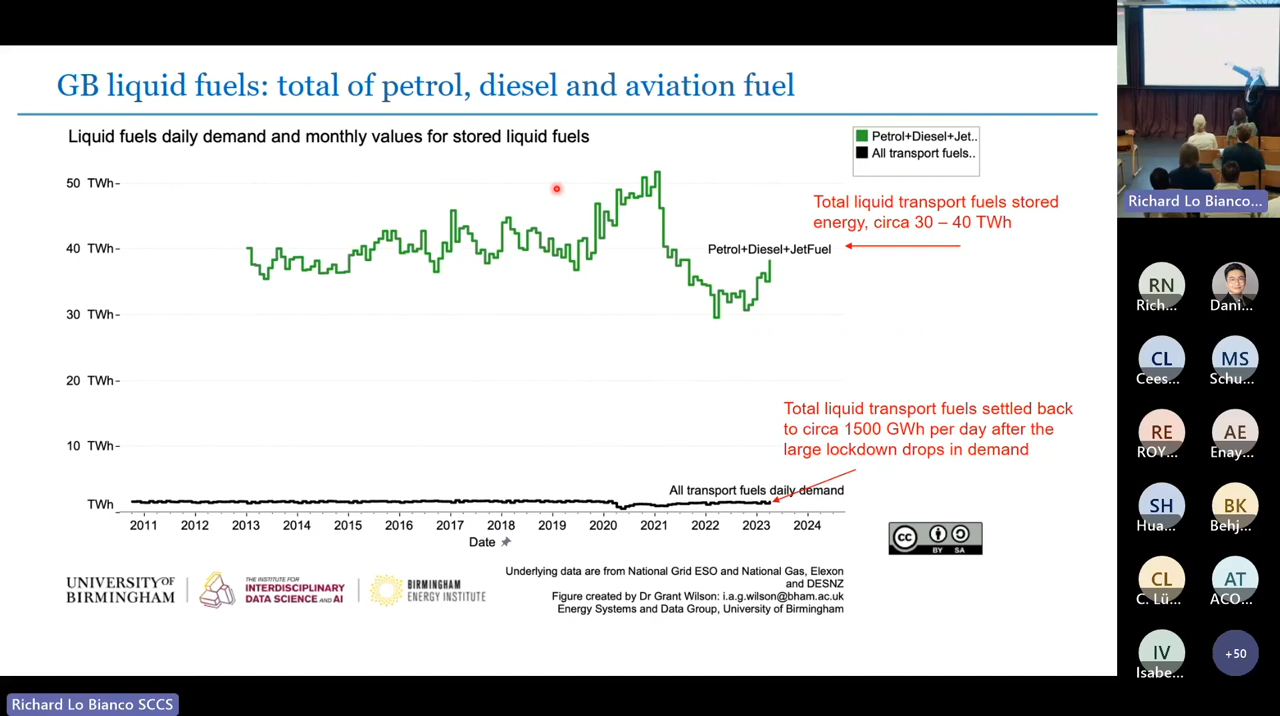 GB liquid fuels: total of petrol, diesel and aviation fuel
Liquid fuels daily demand and monthly values for stored liquid fuels
Petrol+Diesel+Jet..
All transport fuels..
50 TWh
40 TWh
30 TWh
20 TWh
10 TWh
TWh
Total liquid transport fuels stored
energy, circa 30 – 40 TWh
Petrol+Diesel+JetFuel
Total liquid transport fuels settled back
to circa 1500 GWh per day after the
large lockdown drops in demand
All transport fuels daily demand
2011 2012 2013 2014 2015 2016 2017 2018 2019 2020 2021 2022 2023 2024
Date
cc BY SA
UNIVERSITY OF
BIRMINGHAM
THE INSTITUTE FOR
INTERDISCIPLINARY
DATA SCIENCE AND AI
BIRMINGHAM
ENERGY INSTITUTE
Underlying data are from National Grid ESO and National Gas, Elexon
and DESNZ
Figure created by Dr Grant Wilson: i.a.g.wilson@bham.ac.uk
Energy Systems and Data Group, University of Birmingham
Richard Lo Bianco...
RN
Rich...
Dani...
CL
Cees...
MS
Schu...
RE
ROY...
AE
Enay...
SH
Hua...
BK
Behj...
CL
C. Lü...
AT
ACO...
IV
Isabe...
+50
Richard Lo Bianco SCCS